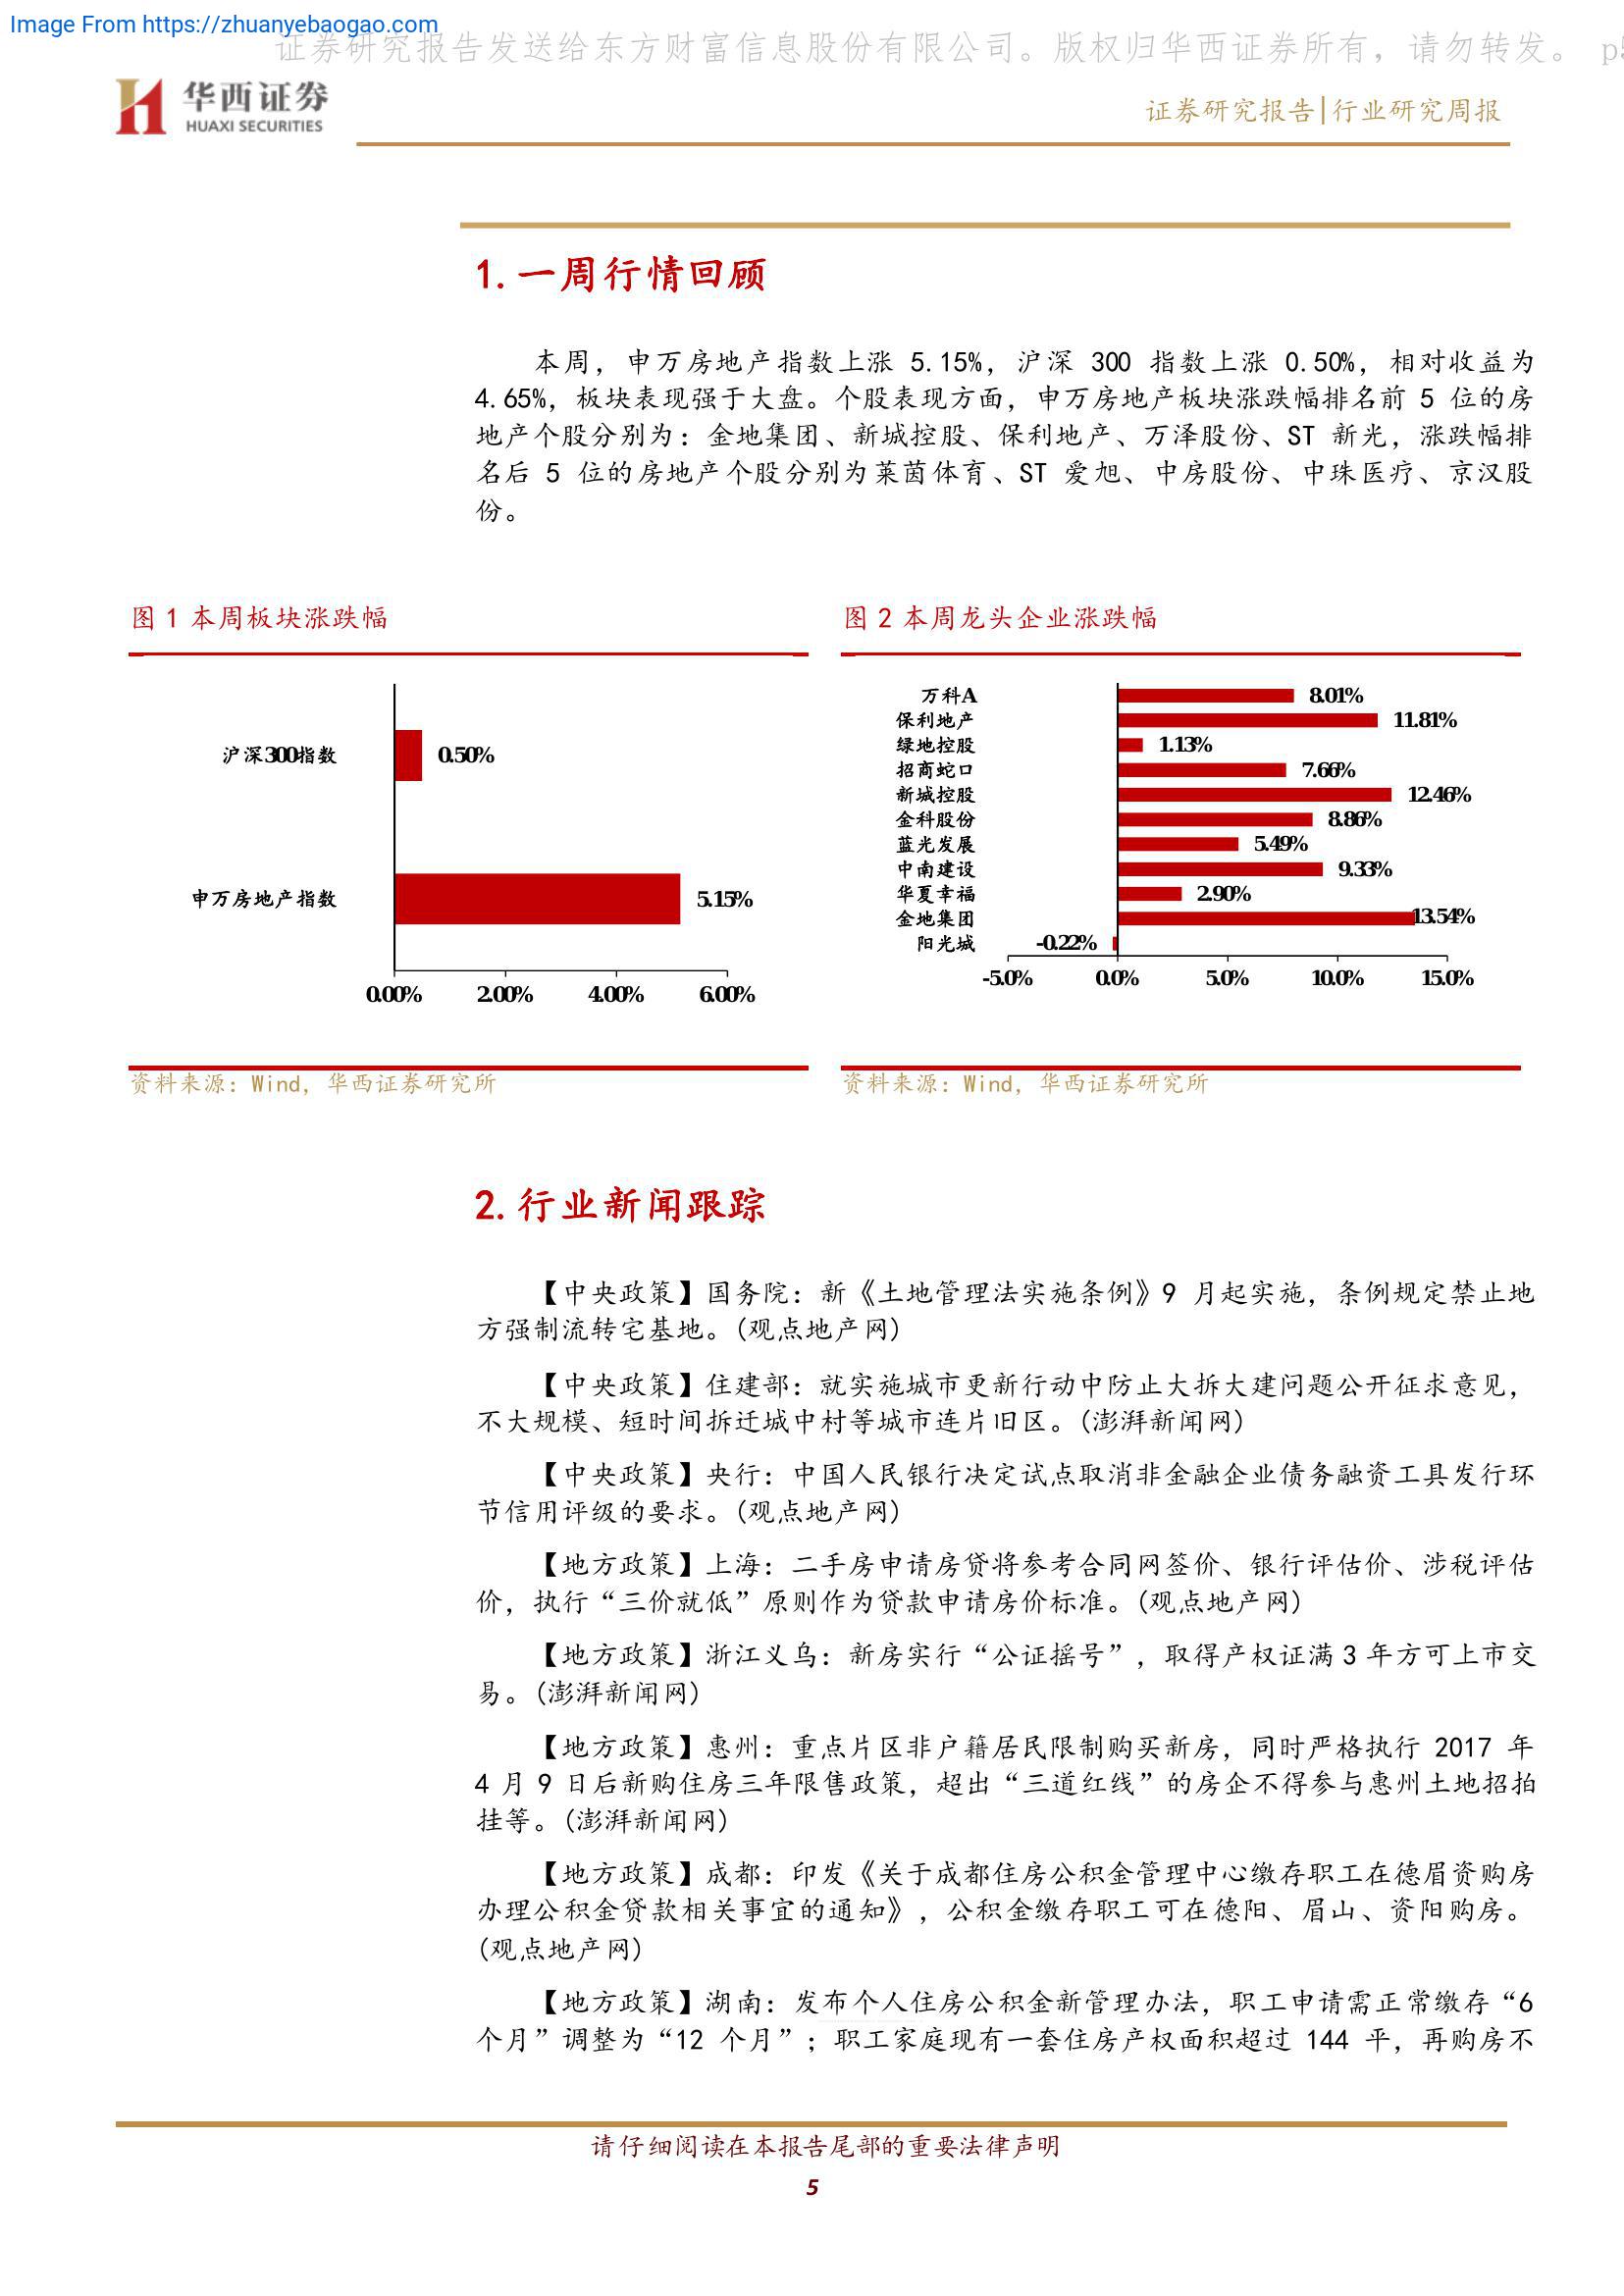 Image From https://zhuanyebaogao.com
证券研究报告发送给东方财富信息股份有限公司。版权归华西证券所有，请勿转发。 p5
华西证券
HUAXI SECURITIES
证券研究报告|行业研究周报
1.一周行情回顾
本周，申万房地产指数上涨 5.15%，沪深 300 指数上涨 0.50%，相对收益为
4.65%，板块表现强于大盘。个股表现方面，申万房地产板块涨跌幅排名前 5 位的房
地产个股分别为：金地集团、新城控股、保利地产、万泽股份、ST 新光，涨跌幅排
名后 5 位的房地产个股分别为莱茵体育、ST 爱旭、中房股份、中珠医疗、京汉股
份。
图 1 本周板块涨跌幅
沪深300指数 0.50%
申万房地产指数 5.15%
0.00% 2.00% 4.00% 6.00%
资料来源：Wind，华西证券研究所
图 2 本周龙头企业涨跌幅
万科A 8.01%
保利地产 11.81%
绿地控股 1.13%
招商蛇口 7.66%
新城控股 12.46%
金科股份 8.86%
蓝光发展 5.49%
中南建设 9.33%
华夏幸福 2.90%
金地集团 13.54%
阳光城 -0.22%
-5.0% 0.0% 5.0% 10.0% 15.0%
资料来源：Wind，华西证券研究所
2.行业新闻跟踪
【中央政策】国务院：新《土地管理法实施条例》9 月起实施，条例规定禁止地
方强制流转宅基地。(观点地产网)
【中央政策】住建部：就实施城市更新行动中防止大拆大建问题公开征求意见，
不大规模、短时间拆迁城中村等城市连片旧区。(澎湃新闻网)
【中央政策】央行：中国人民银行决定试点取消非金融企业债务融资工具发行环
节信用评级的要求。(观点地产网)
【地方政策】上海：二手房申请房贷将参考合同网签价、银行评估价、涉税评估
价，执行“三价就低”原则作为贷款申请房价标准。(观点地产网)
【地方政策】浙江义乌：新房实行“公证摇号”，取得产权证满 3 年方可上市交
易。(澎湃新闻网)
【地方政策】惠州：重点片区非户籍居民限制购买新房，同时严格执行 2017 年
4 月 9 日后新购住房三年限售政策，超出“三道红线”的房企不得参与惠州土地招拍
挂等。(澎湃新闻网)
【地方政策】成都：印发《关于成都住房公积金管理中心缴存职工在德眉资购房
办理公积金贷款相关事宜的通知》，公积金缴存职工可在德阳、眉山、资阳购房。
(观点地产网)
【地方政策】湖南：发布个人住房公积金新管理办法，职工申请需正常缴存“6
个月”调整为“12 个月”；职工家庭现有一套住房产权面积超过 144 平，再购房不
请仔细阅读在本报告尾部的重要法律声明
5